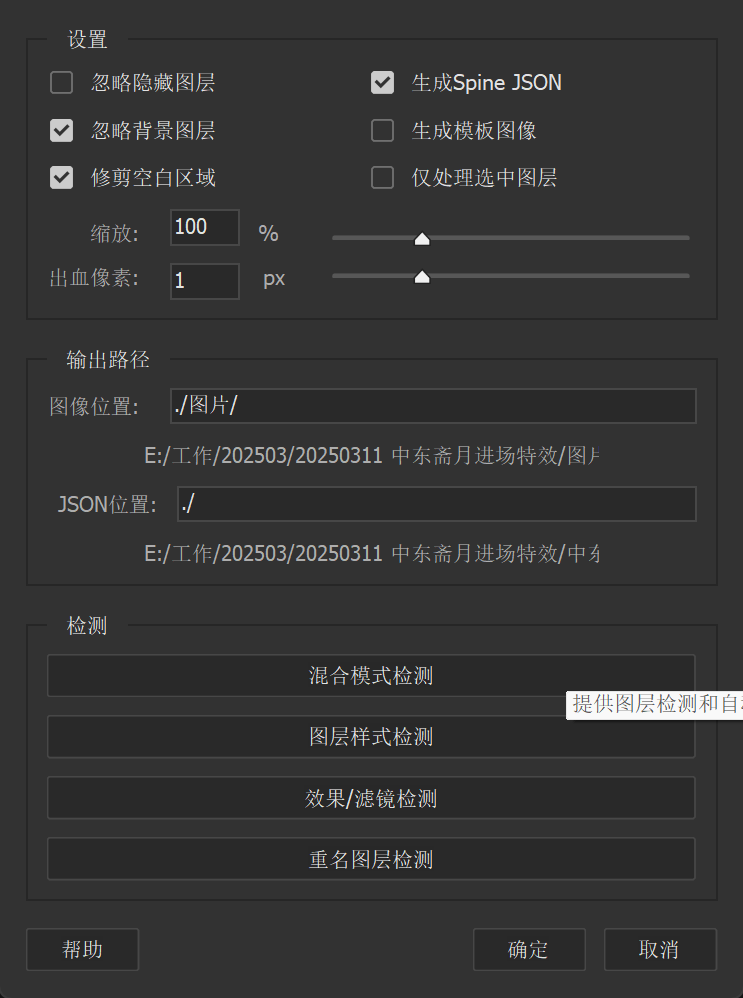 设置
忽略隐藏图层
生成Spine JSON
忽略背景图层
生成模板图像
修剪空白区域
仅处理选中图层
缩放: 100 %
出血像素: 1 px
输出路径
图像位置: ./图片/
E:/工作/202503/20250311 中东斋月进场特效/图片
JSON位置: ./
E:/工作/202503/20250311 中东斋月进场特效/中东
检测
混合模式检测
提供图层检测和自动
图层样式检测
效果/滤镜检测
重名图层检测
帮助
确定
取消